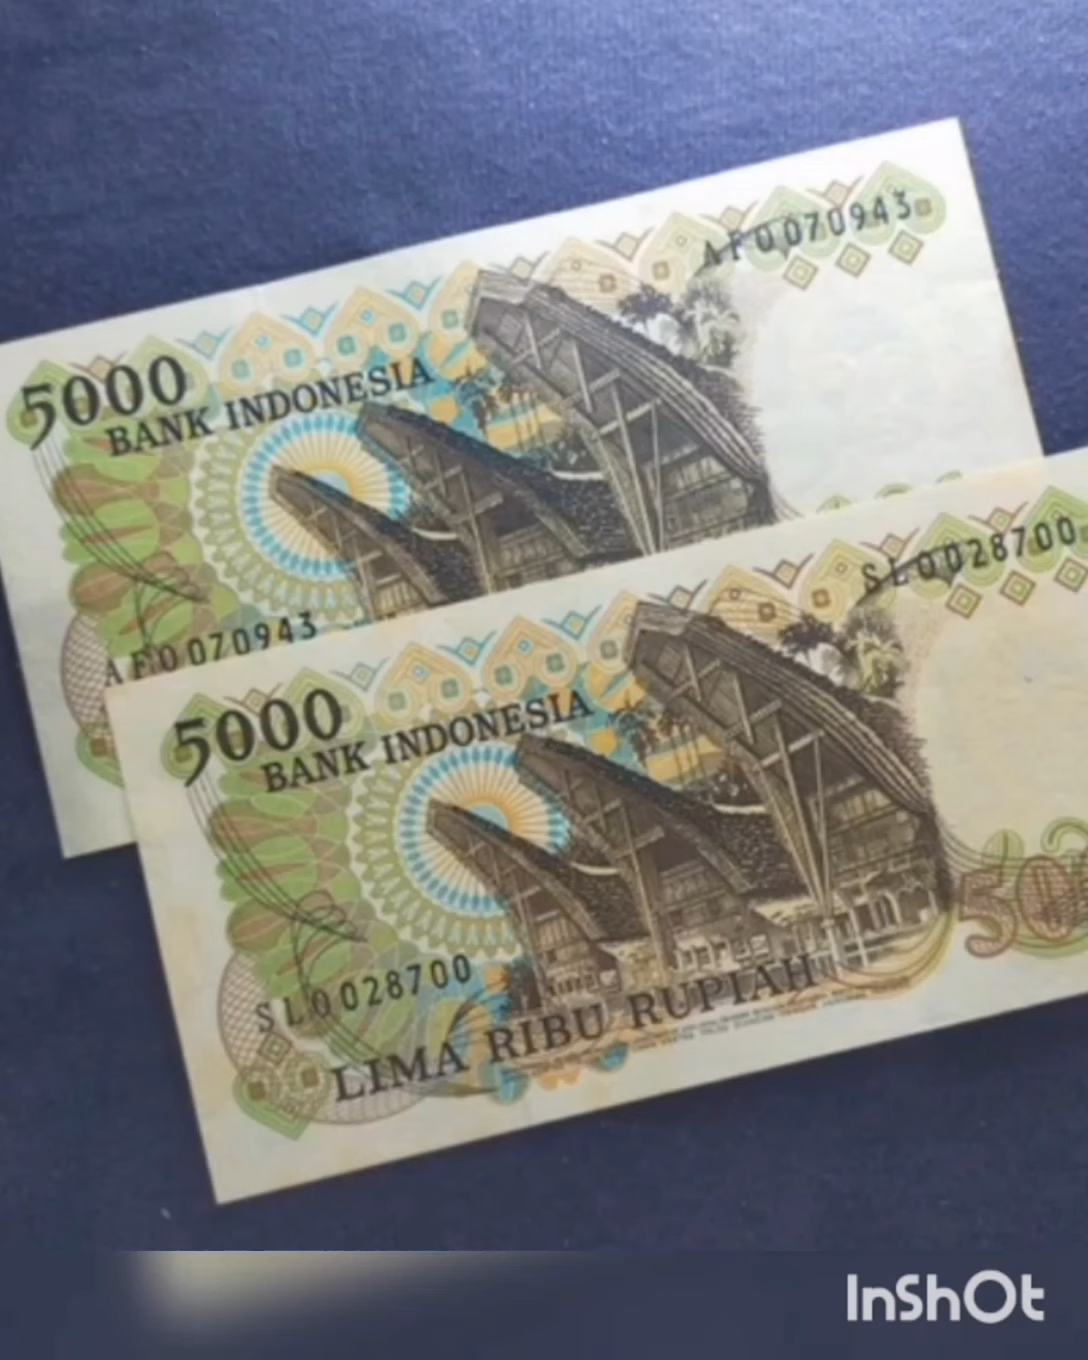 AF0070943
5000
BANK INDONESIA
AF0070943
SL0028700
5000
BANK INDONESIA
SL0028700
LIMA RIBU RUPIAH
InShOt